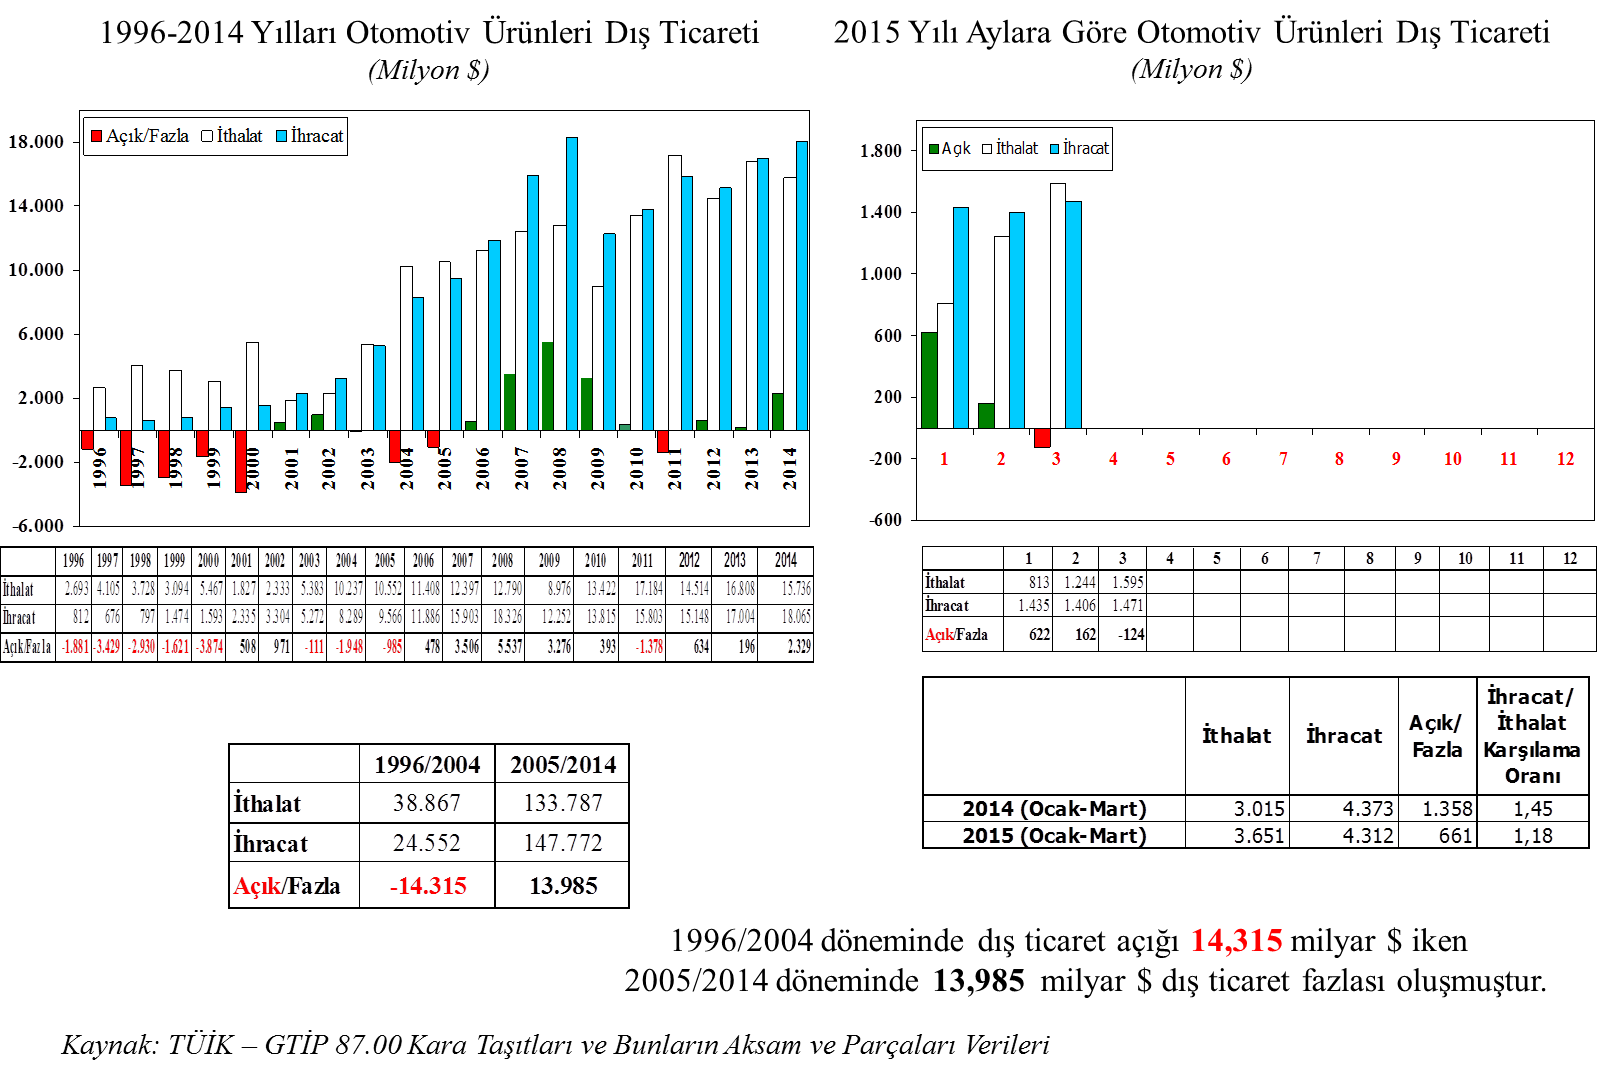 1996-2014 Yılları Otomotiv Ürünleri Dış Ticareti
(Milyon $)
Açık/Fazla İthalat İhracat
18.000
14.000
10.000
6.000
2.000
-2.000
-6.000
1996 1997 1998 1999 2000 2001 2002 2003 2004 2005 2006 2007 2008 2009 2010 2011 2012 2013 2014
1996 1997 1998 1999 2000 2001 2002 2003 2004 2005 2006 2007 2008 2009 2010 2011 2012 2013 2014
İthalat 2.693 4.105 3.728 3.094 5.467 1.827 2.333 5.383 10.237 10.552 11.408 12.397 12.790 8.976 13.422 17.184 14.514 16.808 15.736
İhracat 812 676 797 1.474 1.593 2.335 3.304 5.272 8.289 9.566 11.886 15.903 18.326 12.252 13.815 15.803 15.148 17.004 18.065
Açık/Fazla -1.881 -3.429 -2.930 -1.621 -3.874 508 971 -111 -1.948 -985 478 3.506 5.537 3.276 393 -1.378 634 196 2.329
1996/2004 2005/2014
İthalat 38.867 133.787
İhracat 24.552 147.772
Açık/Fazla -14.315 13.985
2015 Yılı Aylara Göre Otomotiv Ürünleri Dış Ticareti
(Milyon $)
Açık İthalat İhracat
1.800
1.400
1.000
600
200
-200
-600
1 2 3 4 5 6 7 8 9 10 11 12
1 2 3 4 5 6 7 8 9 10 11 12
İthalat 813 1.244 1.595
İhracat 1.435 1.406 1.471
Açık/Fazla 622 162 -124
İthalat İhracat Açık/ Fazla İhracat/ İthalat Karşılama Oranı
2014 (Ocak-Mart) 3.015 4.373 1.358 1,45
2015 (Ocak-Mart) 3.651 4.312 661 1,18
1996/2004 döneminde dış ticaret açığı 14,315 milyar $ iken
2005/2014 döneminde 13,985 milyar $ dış ticaret fazlası oluşmuştur.
Kaynak: TÜİK – GTİP 87.00 Kara Taşıtları ve Bunların Aksam ve Parçaları Verileri